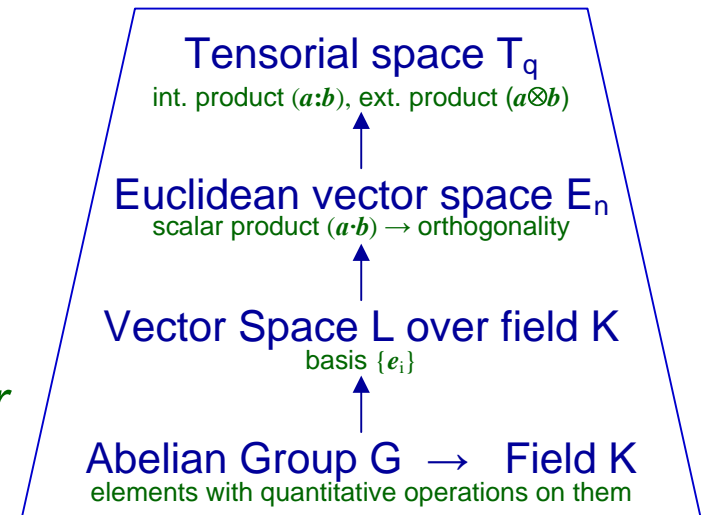 Tensorial space T_q
int. product (a:b), ext. product (a⊗b)
Euclidean vector space E_n
scalar product (a·b) → orthogonality
Vector Space L over field K
basis {e_i}
r
Abelian Group G → Field K
elements with quantitative operations on them